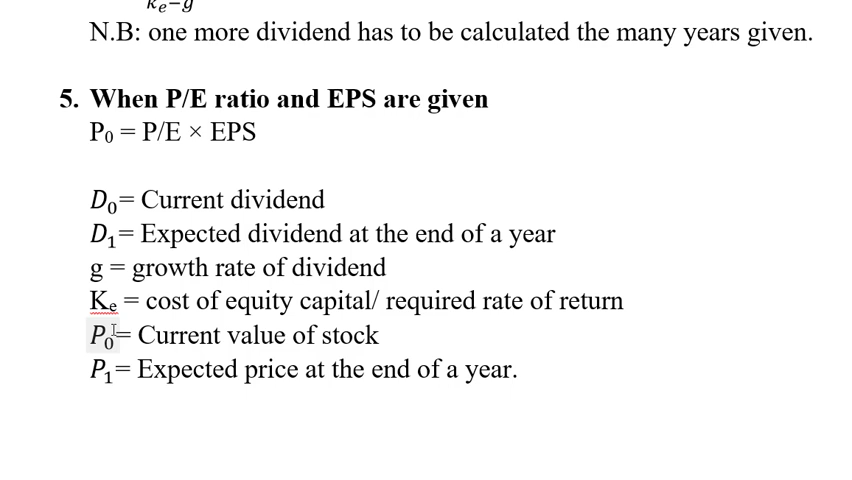 kₑ−g
N.B: one more dividend has to be calculated the many years given.
5. When P/E ratio and EPS are given
P₀ = P/E × EPS
D₀= Current dividend
D₁= Expected dividend at the end of a year
g = growth rate of dividend
Kₑ = cost of equity capital/ required rate of return
P₀= Current value of stock
P₁= Expected price at the end of a year.